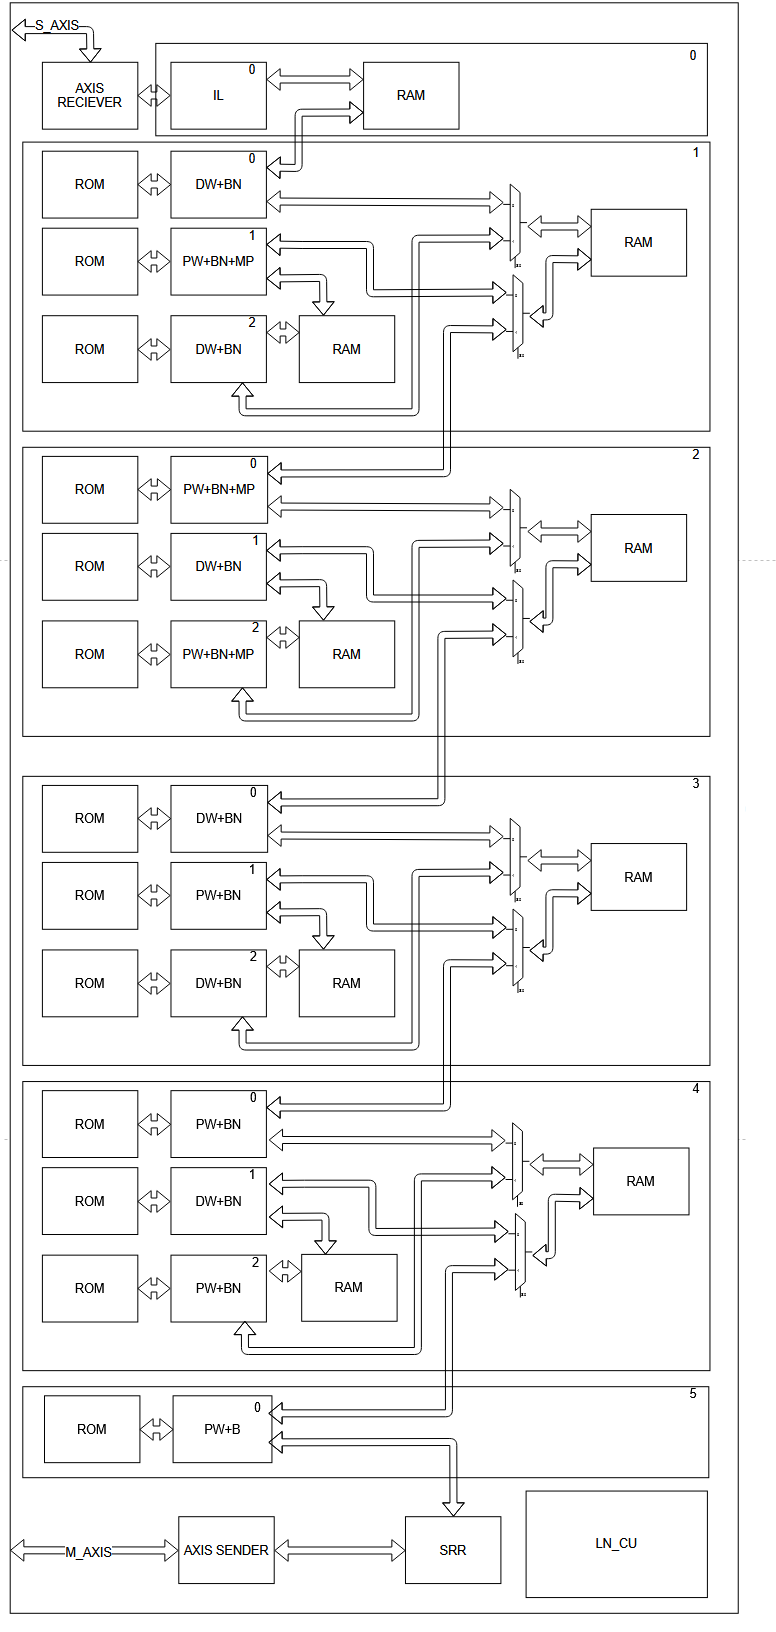 S_AXIS
0
AXIS
RECIEVER
0
IL
RAM
1
ROM
0
DW+BN
RAM
ROM
1
PW+BN+MP
ROM
2
DW+BN
RAM
2
ROM
0
PW+BN+MP
RAM
ROM
1
DW+BN
ROM
2
PW+BN+MP
RAM
3
ROM
0
DW+BN
RAM
ROM
1
PW+BN
ROM
2
DW+BN
RAM
4
ROM
0
PW+BN
RAM
ROM
1
DW+BN
ROM
2
PW+BN
RAM
5
ROM
0
PW+B
M_AXIS
AXIS SENDER
SRR
LN_CU